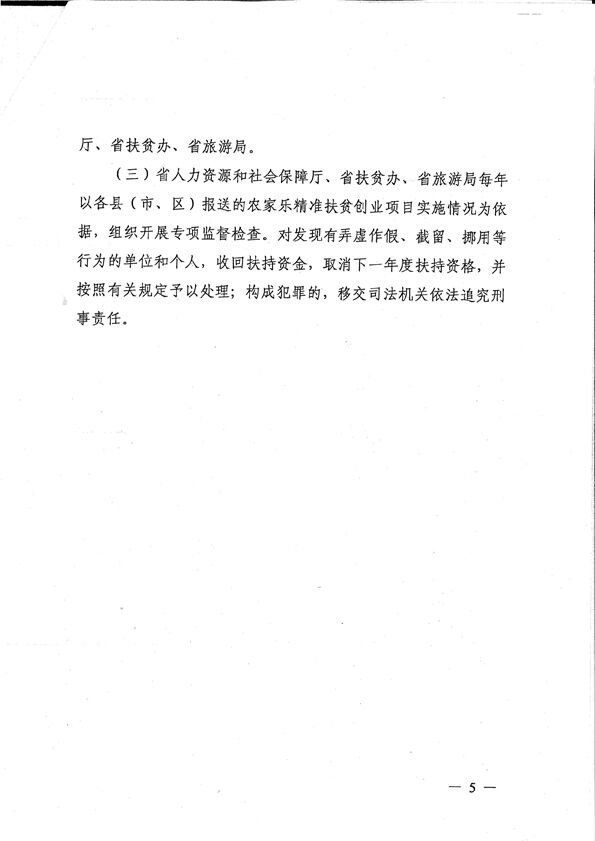 厅、省扶贫办、省旅游局。
（三）省人力资源和社会保障厅、省扶贫办、省旅游局每年
以各县（市、区）报送的农家乐精准扶贫创业项目实施情况为依
据，组织开展专项监督检查。对发现有弄虚作假、截留、挪用等
行为的单位和个人，收回扶持资金，取消下一年度扶持资格，并
按照有关规定予以处理；构成犯罪的，移交司法机关依法追究刑
事责任。
— 5 —